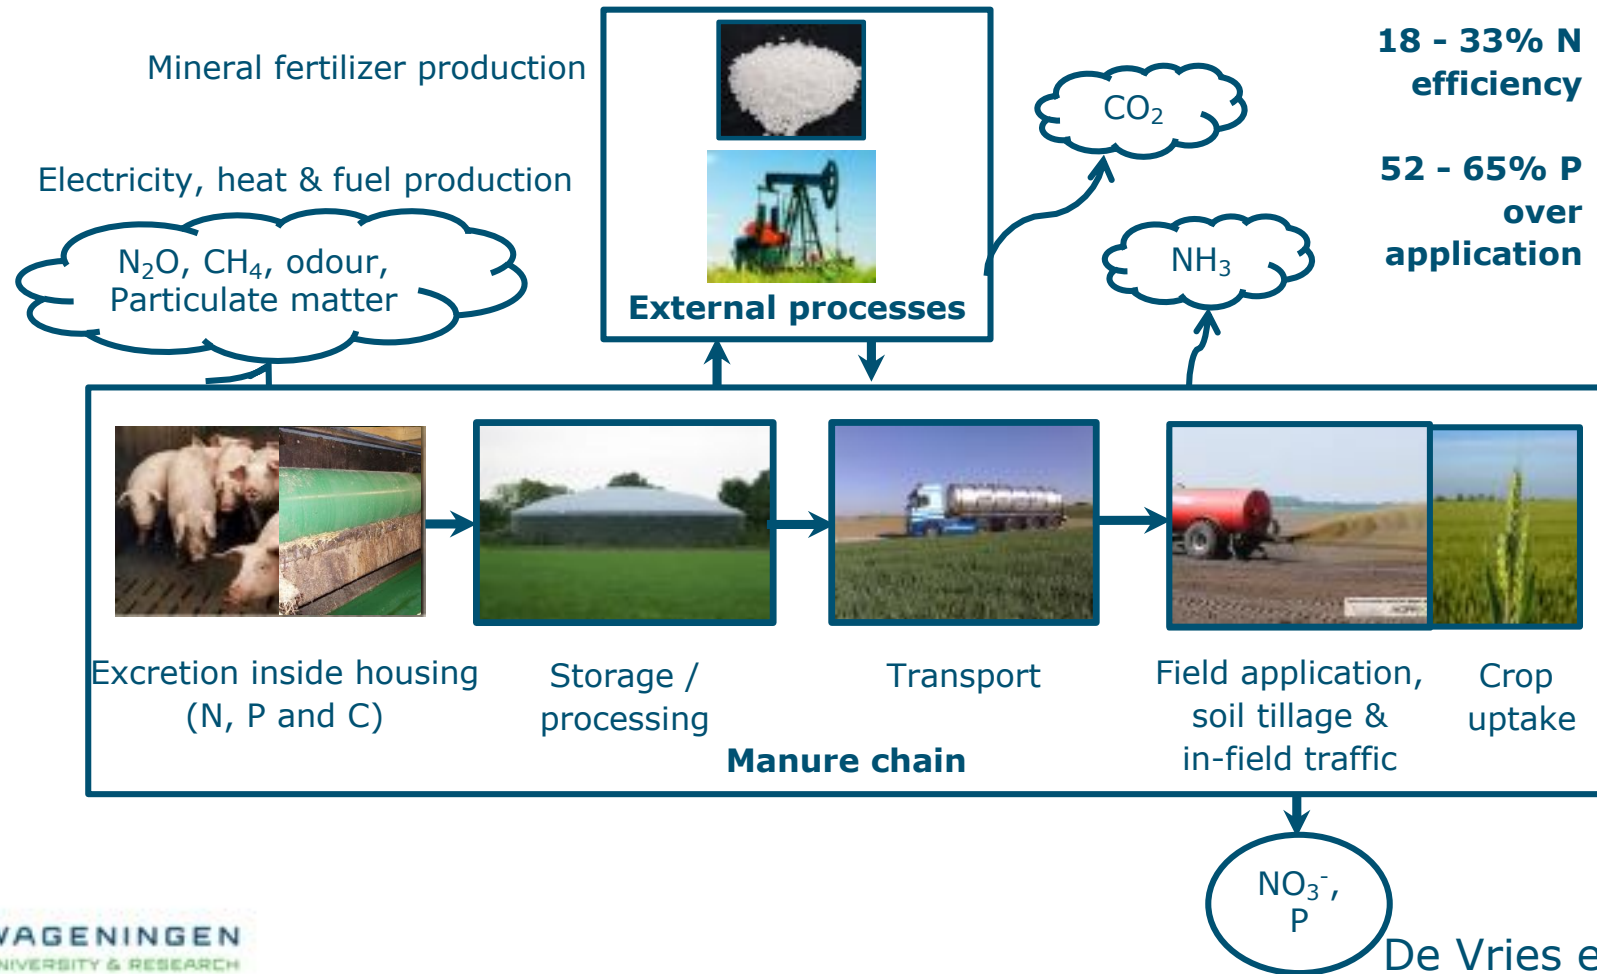 Mineral fertilizer production
18 - 33% N
efficiency
CO₂
Electricity, heat & fuel production
52 - 65% P
over
application
N₂O, CH₄, odour,
Particulate matter
NH₃
External processes
Excretion inside housing
(N, P and C)
Storage /
processing
Transport
Field application,
soil tillage &
in-field traffic
Crop
uptake
Manure chain
NO₃⁻,
P
WAGENINGEN
UNIVERSITY & RESEARCH
De Vries e